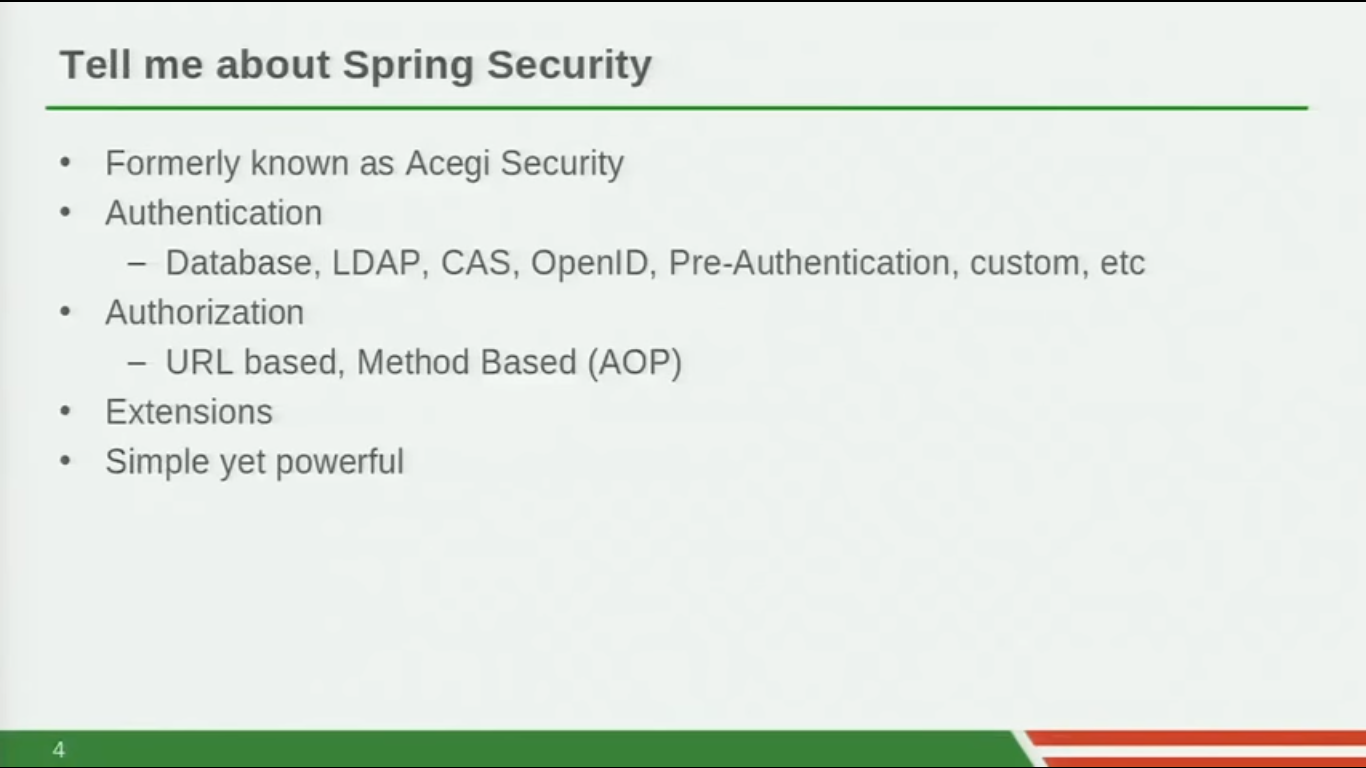 Tell me about Spring Security
• Formerly known as Acegi Security
• Authentication
– Database, LDAP, CAS, OpenID, Pre-Authentication, custom, etc
• Authorization
– URL based, Method Based (AOP)
• Extensions
• Simple yet powerful
4